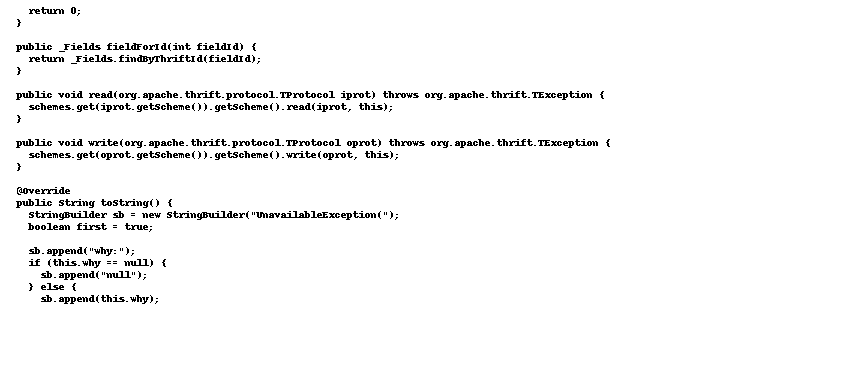 return 0;
  }

  public _Fields fieldForId(int fieldId) {
    return _Fields.findByThriftId(fieldId);
  }

  public void read(org.apache.thrift.protocol.TProtocol iprot) throws org.apache.thrift.TException {
    schemes.get(iprot.getScheme()).getScheme().read(iprot, this);
  }

  public void write(org.apache.thrift.protocol.TProtocol oprot) throws org.apache.thrift.TException {
    schemes.get(oprot.getScheme()).getScheme().write(oprot, this);
  }

  @Override
  public String toString() {
    StringBuilder sb = new StringBuilder("UnavailableException(");
    boolean first = true;

    sb.append("why:");
    if (this.why == null) {
      sb.append("null");
    } else {
      sb.append(this.why);